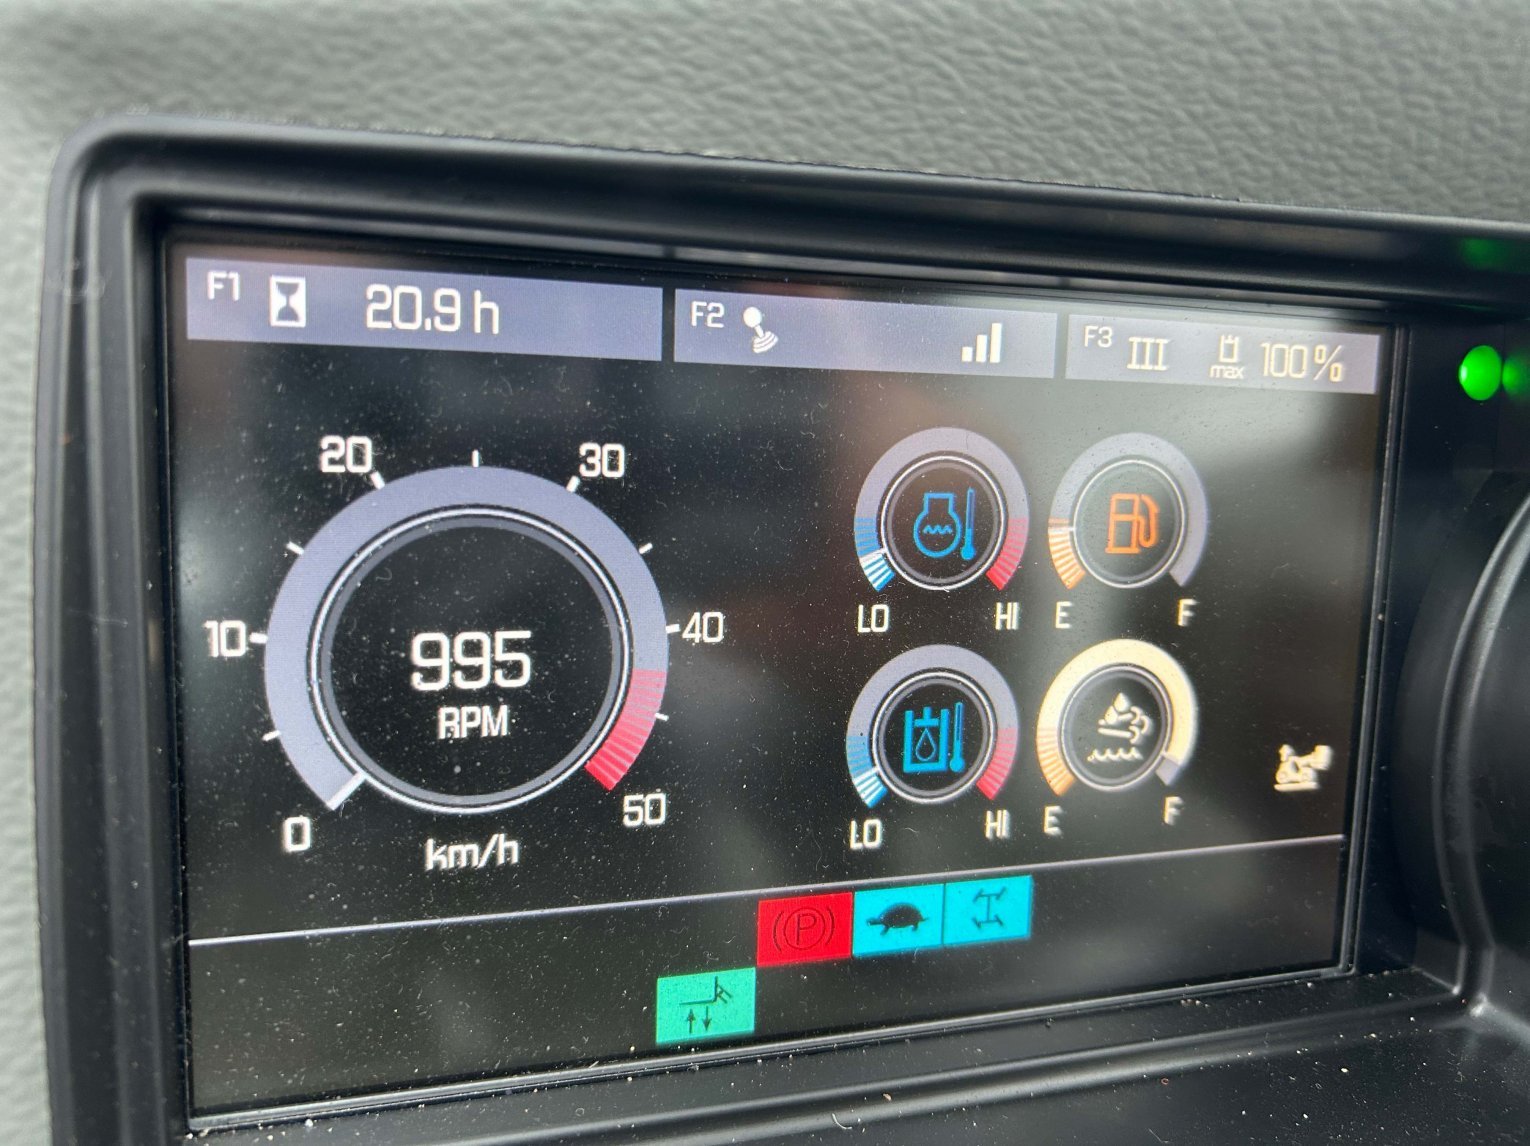 F1 20.9 h
F2
F3 III max 100%
20 30
10 40
995
RPM
0 50
km/h
LO HI
E F
LO HI
E F
(P)